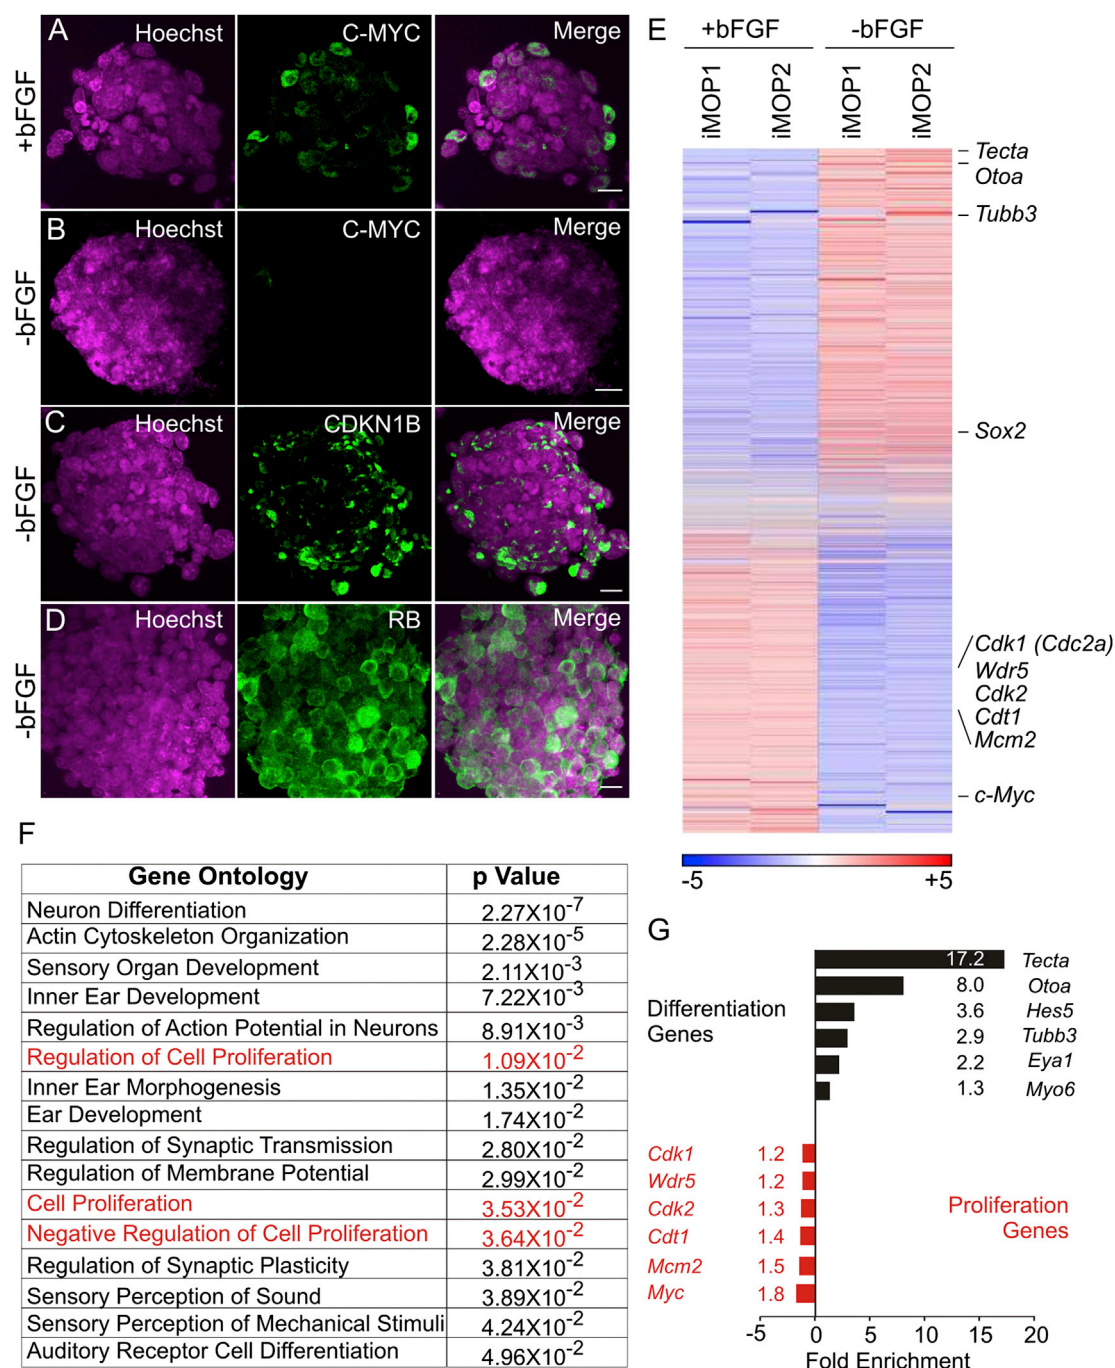 A
Hoechst
C-MYC
Merge
+bFGF
B
Hoechst
C-MYC
Merge
-bFGF
C
Hoechst
CDKN1B
Merge
-bFGF
D
Hoechst
RB
Merge
-bFGF
E
+bFGF
-bFGF
iMOP1
iMOP2
iMOP1
iMOP2
Tecta
Otoa
Tubb3
Sox2
Cdk1 (Cdc2a)
Wdr5
Cdk2
Cdt1
Mcm2
c-Myc
-5
+5
F
Gene Ontology p Value
Neuron Differentiation 2.27X10-7
Actin Cytoskeleton Organization 2.28X10-5
Sensory Organ Development 2.11X10-3
Inner Ear Development 7.22X10-3
Regulation of Action Potential in Neurons 8.91X10-3
Regulation of Cell Proliferation 1.09X10-2
Inner Ear Morphogenesis 1.35X10-2
Ear Development 1.74X10-2
Regulation of Synaptic Transmission 2.80X10-2
Regulation of Membrane Potential 2.99X10-2
Cell Proliferation 3.53X10-2
Negative Regulation of Cell Proliferation 3.64X10-2
Regulation of Synaptic Plasticity 3.81X10-2
Sensory Perception of Sound 3.89X10-2
Sensory Perception of Mechanical Stimuli 4.24X10-2
Auditory Receptor Cell Differentiation 4.96X10-2
G
Differentiation
Genes
17.2 Tecta
8.0 Otoa
3.6 Hes5
2.9 Tubb3
2.2 Eya1
1.3 Myo6
Cdk1 1.2
Wdr5 1.2
Cdk2 1.3
Cdt1 1.4
Mcm2 1.5
Myc 1.8
Proliferation
Genes
-5 0 5 10 15 20
Fold Enrichment